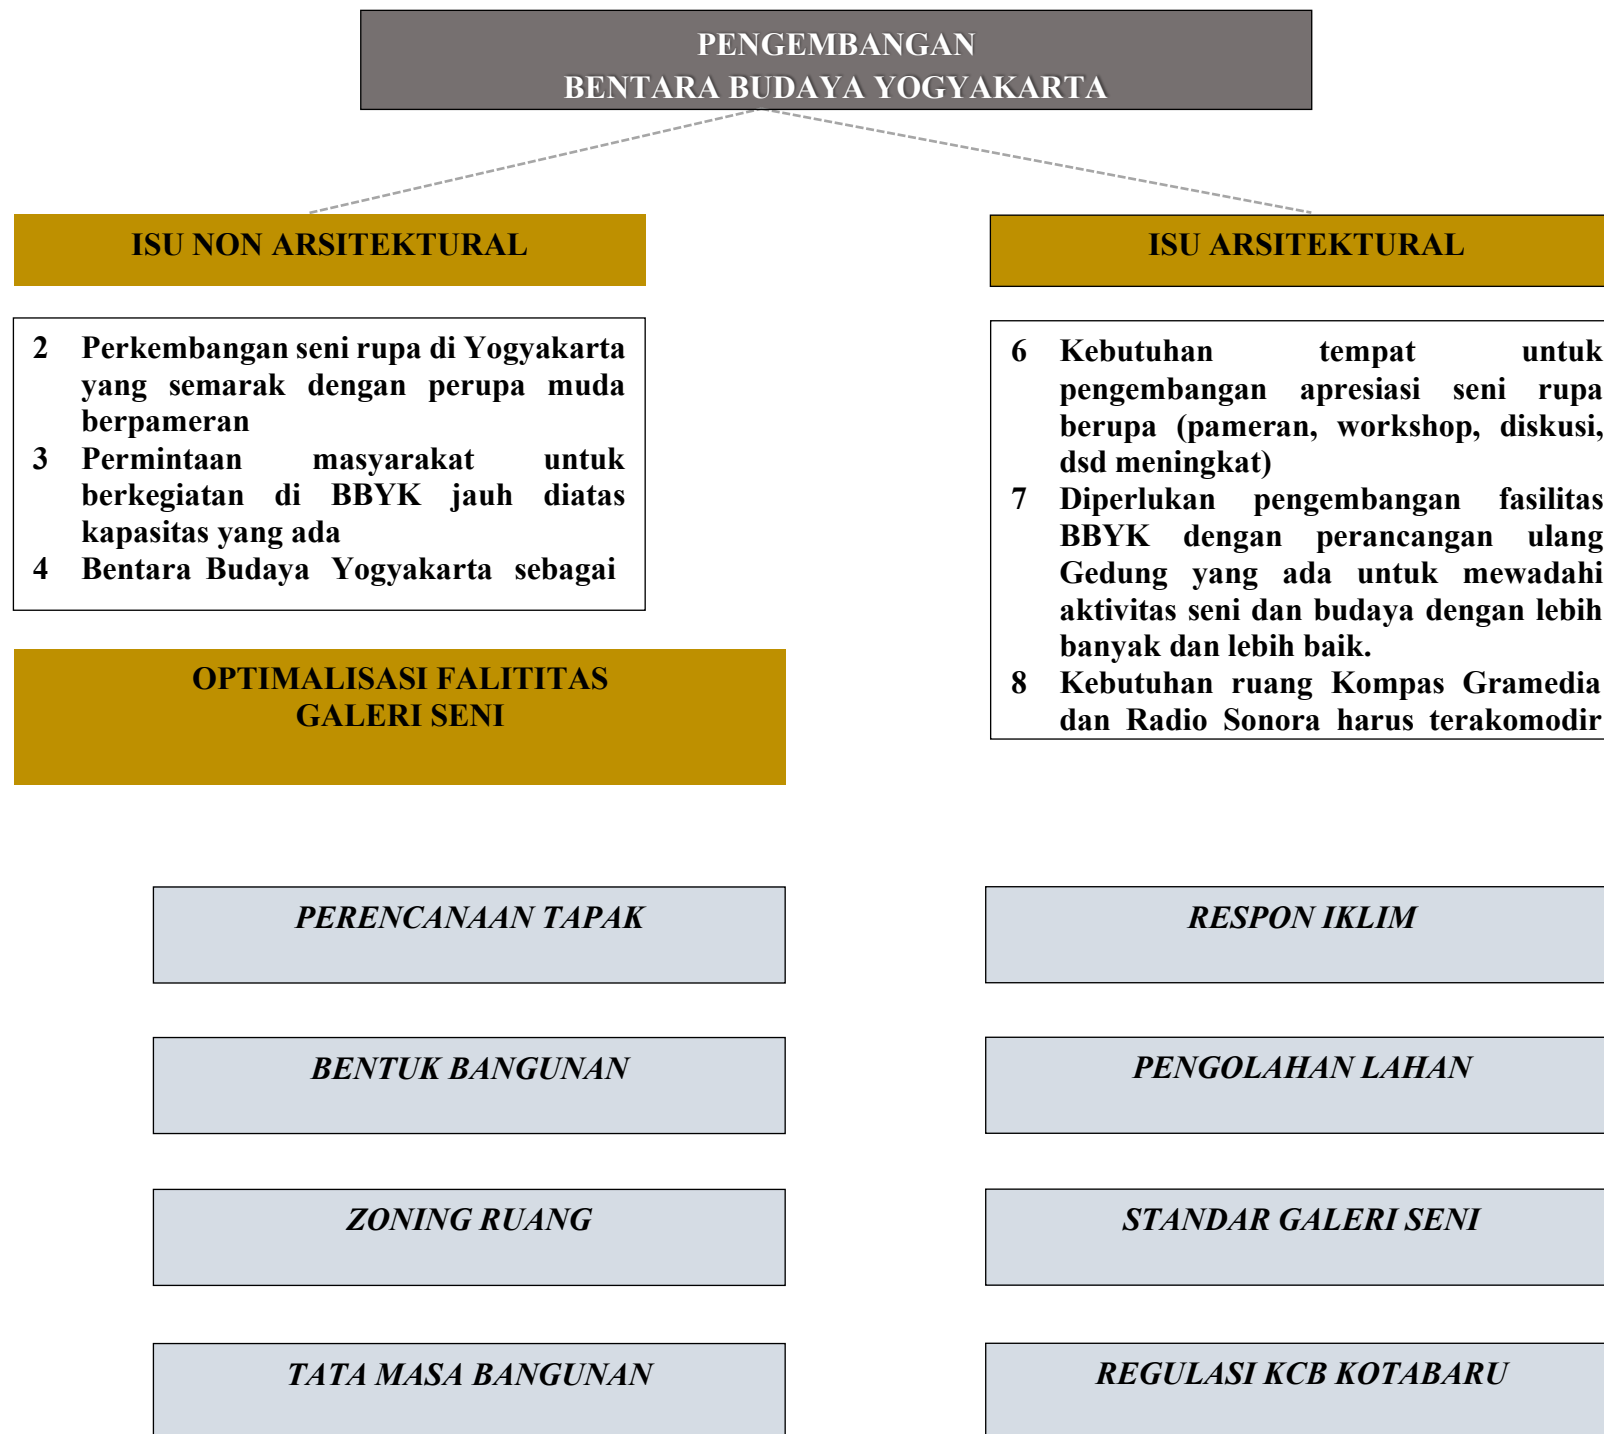 PENGEMBANGAN
BENTARA BUDAYA YOGYAKARTA
ISU NON ARSITEKTURAL
2 Perkembangan seni rupa di Yogyakarta
yang semarak dengan perupa muda
berpameran
3 Permintaan masyarakat untuk
berkegiatan di BBYK jauh diatas
kapasitas yang ada
4 Bentara Budaya Yogyakarta sebagai
OPTIMALISASI FALITITAS
GALERI SENI
ISU ARSITEKTURAL
6 Kebutuhan tempat untuk
pengembangan apresiasi seni rupa
berupa (pameran, workshop, diskusi,
dsd meningkat)
7 Diperlukan pengembangan fasilitas
BBYK dengan perancangan ulang
Gedung yang ada untuk mewadahi
aktivitas seni dan budaya dengan lebih
banyak dan lebih baik.
8 Kebutuhan ruang Kompas Gramedia
dan Radio Sonora harus terakomodir
PERENCANAAN TAPAK
RESPON IKLIM
BENTUK BANGUNAN
PENGOLAHAN LAHAN
ZONING RUANG
STANDAR GALERI SENI
TATA MASA BANGUNAN
REGULASI KCB KOTABARU